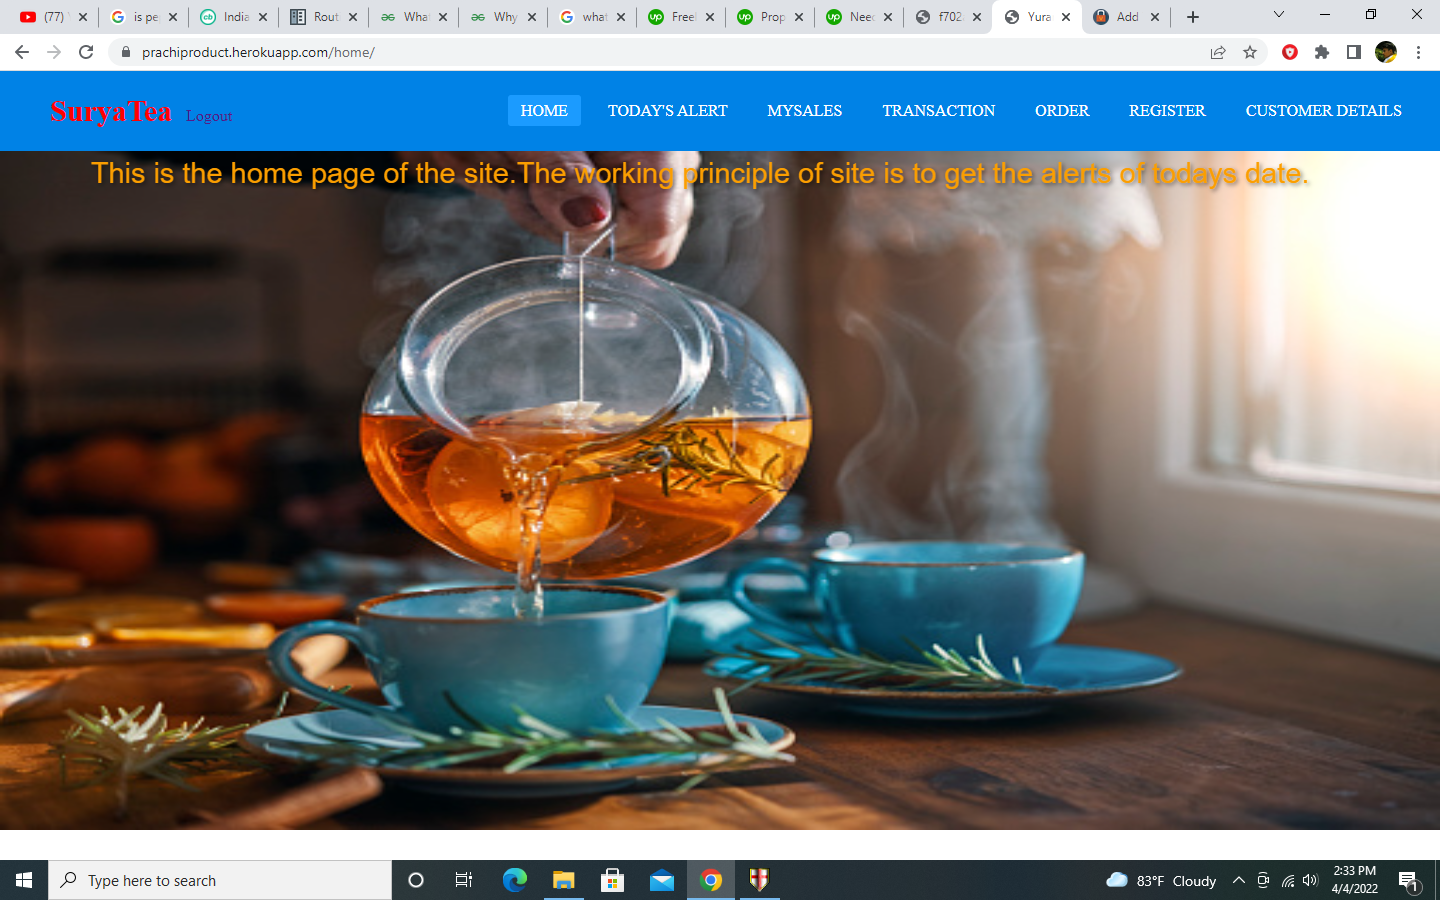 (77)
is pe
India
Rout
What
Why
what
Freel
Prop
Need
f702
Yura
Add
prachiproduct.herokuapp.com/home/
SuryaTea Logout HOME TODAY'S ALERT MYSALES TRANSACTION ORDER REGISTER CUSTOMER DETAILS
This is the home page of the site.The working principle of site is to get the alerts of todays date.
Type here to search
83°F Cloudy
2:33 PM
4/4/2022
1